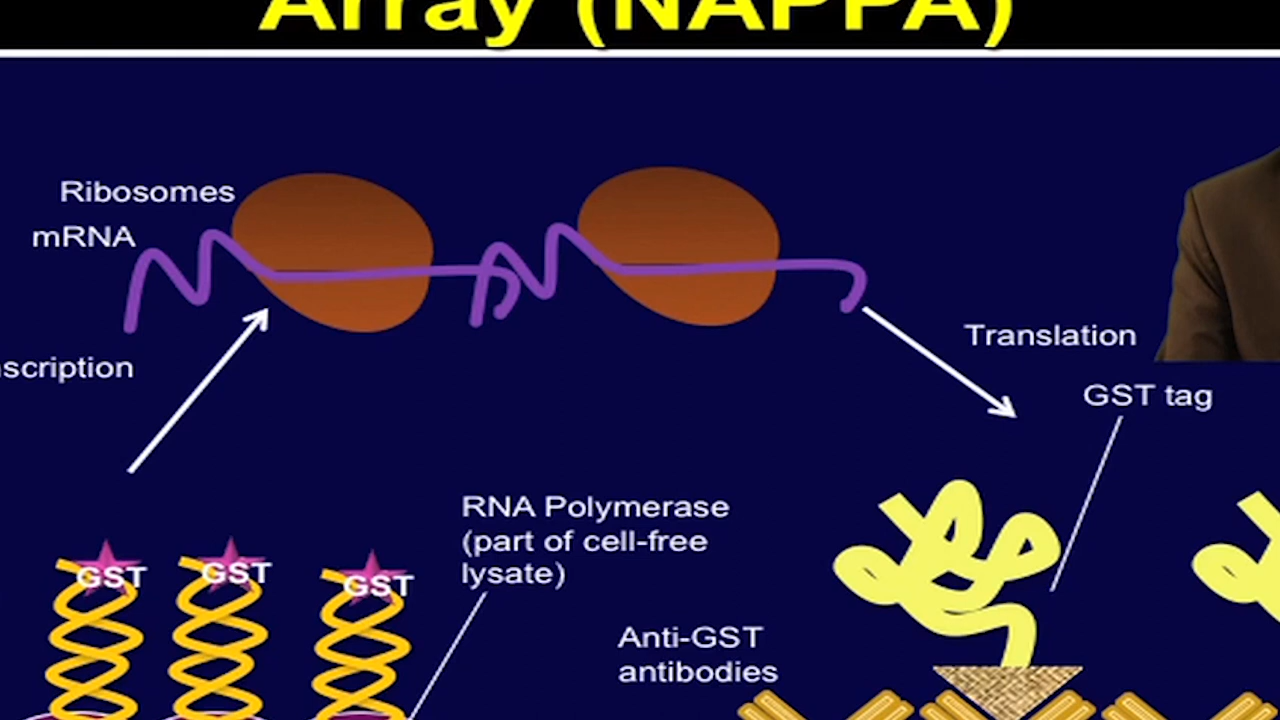 Array (NAPPA)
Ribosomes
mRNA
nscription
Translation
GST tag
RNA Polymerase
(part of cell-free
lysate)
GST
GST
GST
Anti-GST
antibodies